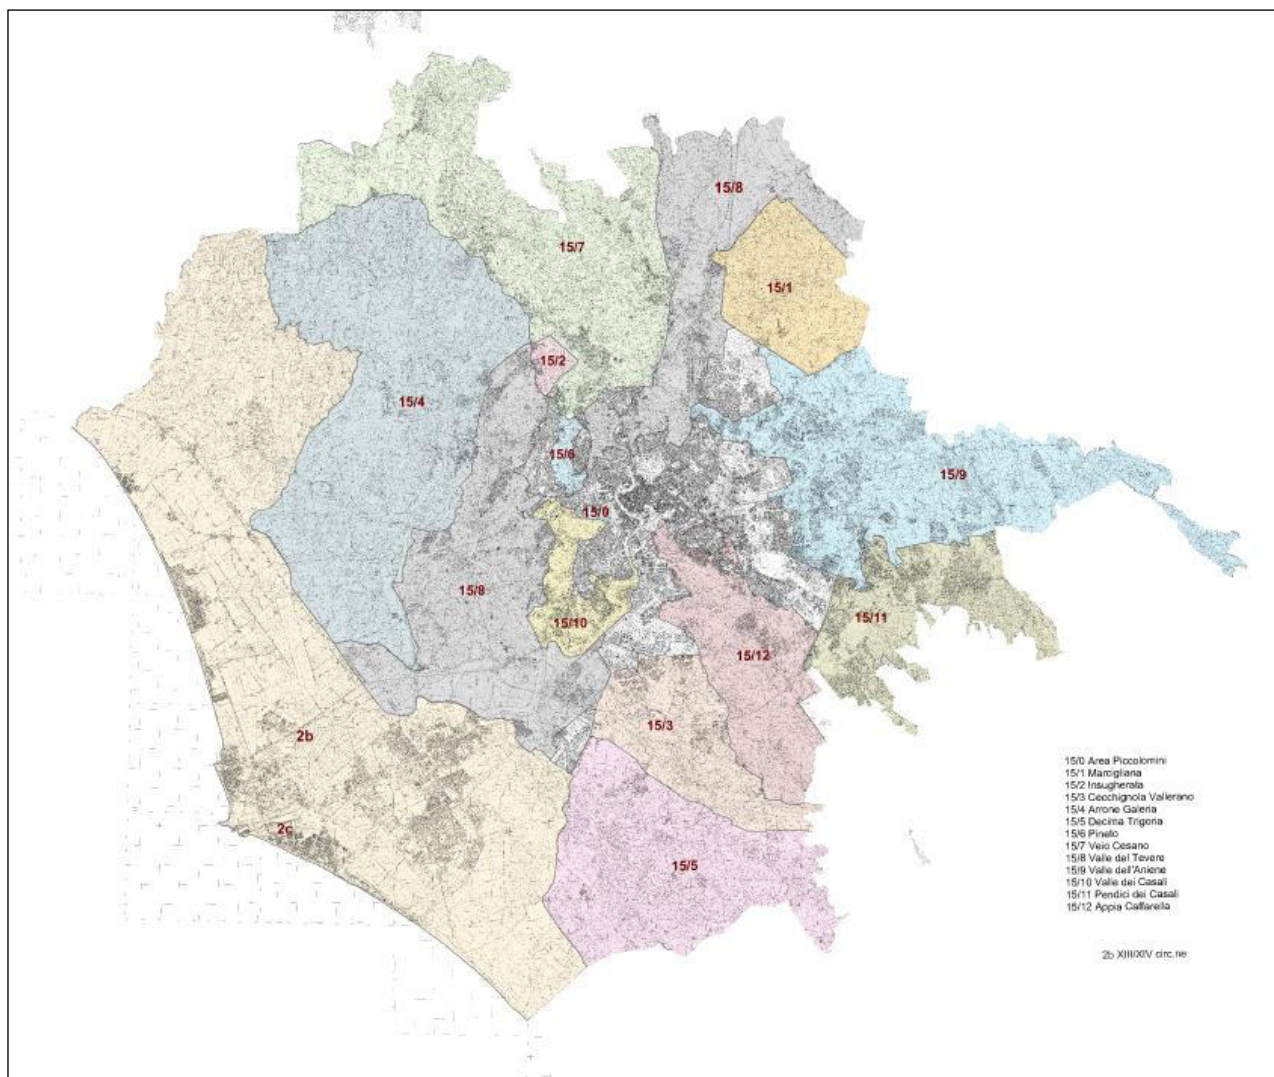 15/8
15/1
15/7
15/2
15/4
15/6
15/9
15/0
15/8
15/10
15/11
15/12
15/3
2b
2c
15/5
15/0 Area Piccolomini
15/1 Marcigliana
15/2 Insugherata
15/3 Cecchignola Vallerano
15/4 Arrone Galeria
15/5 Decima Trigoria
15/6 Pineto
15/7 Veio Cesano
15/8 Valle del Tevere
15/9 Valle dell'Aniene
15/10 Valle dei Casali
15/11 Pendici dei Casali
15/12 Appia Caffarella
2b XIII/XIV circ.ne